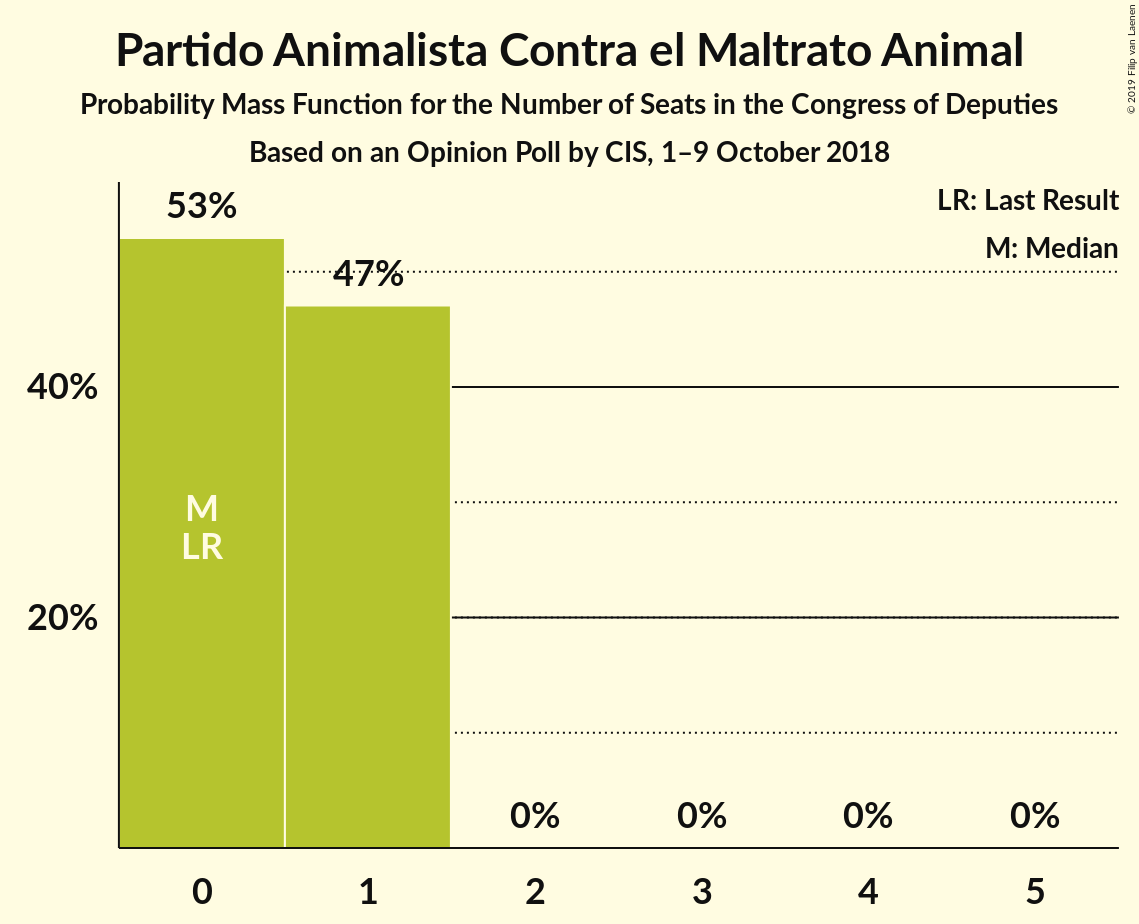 Partido Animalista Contra el Maltrato Animal
Probability Mass Function for the Number of Seats in the Congress of Deputies
Based on an Opinion Poll by CIS, 1–9 October 2018
© 2019 Filip van Laenen
LR: Last Result
M: Median
53%
47%
40%
20%
M
LR
0%
0%
0%
0%
0
1
2
3
4
5